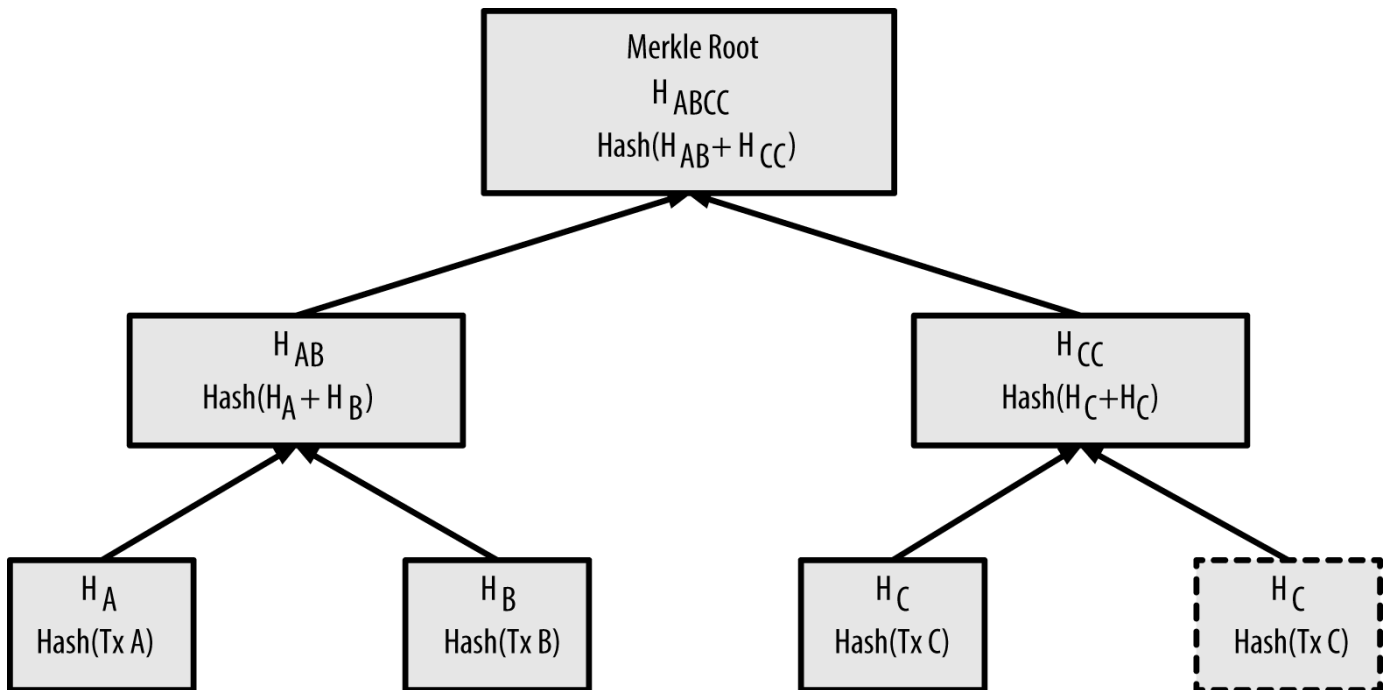 Merkle Root
H ABCC
Hash(H AB + H CC)
H AB
Hash(H A + H B)
H CC
Hash(H C+H C)
H A
Hash(Tx A)
H B
Hash(Tx B)
H C
Hash(Tx C)
H C
Hash(Tx C)